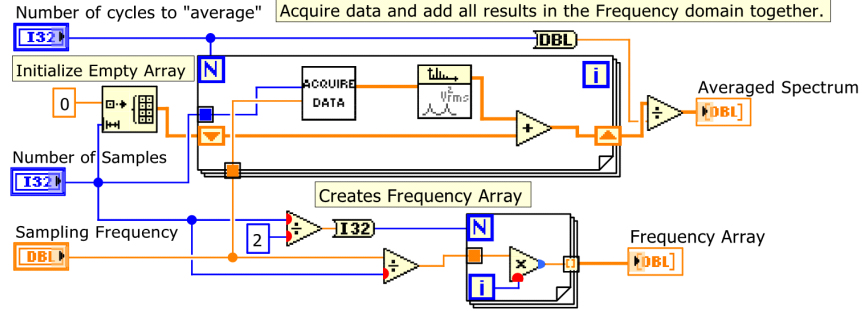 Number of cycles to "average"
Acquire data and add all results in the Frequency domain together.
I32
DBL
N
i
Initialize Empty Array
0
ACQUIRE
DATA
V²rms
+
÷
Averaged Spectrum
DBL]
Number of Samples
I32
Creates Frequency Array
Sampling Frequency
DBL
2
÷
I32
N
÷
x
i
Frequency Array
DBL]